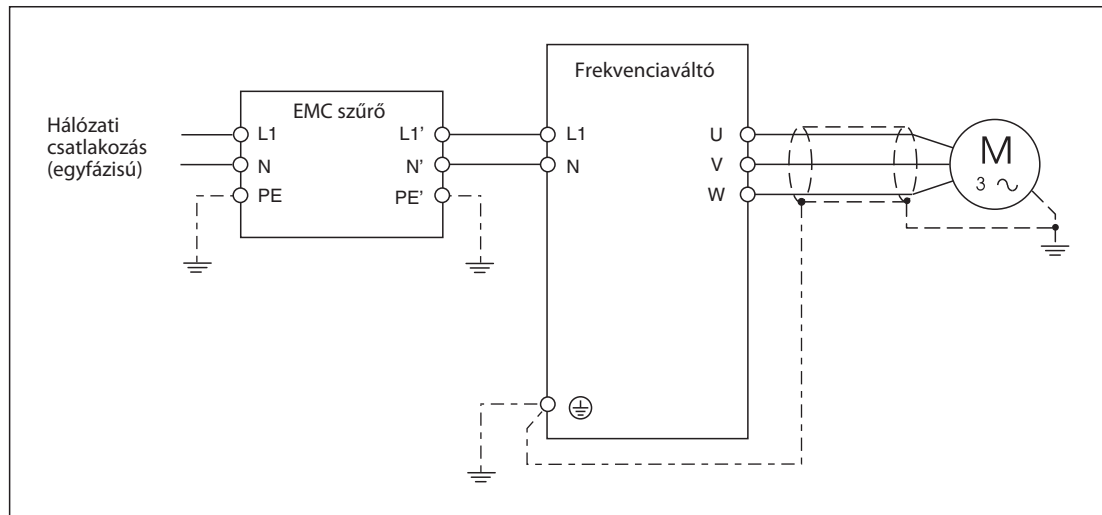 Frekvenciaváltó
EMC szűrő
Hálózati
csatlakozás
(egyfázisú)
L1 L1’ L1 U
N N’ N V
PE PE’ W
M
3 ~